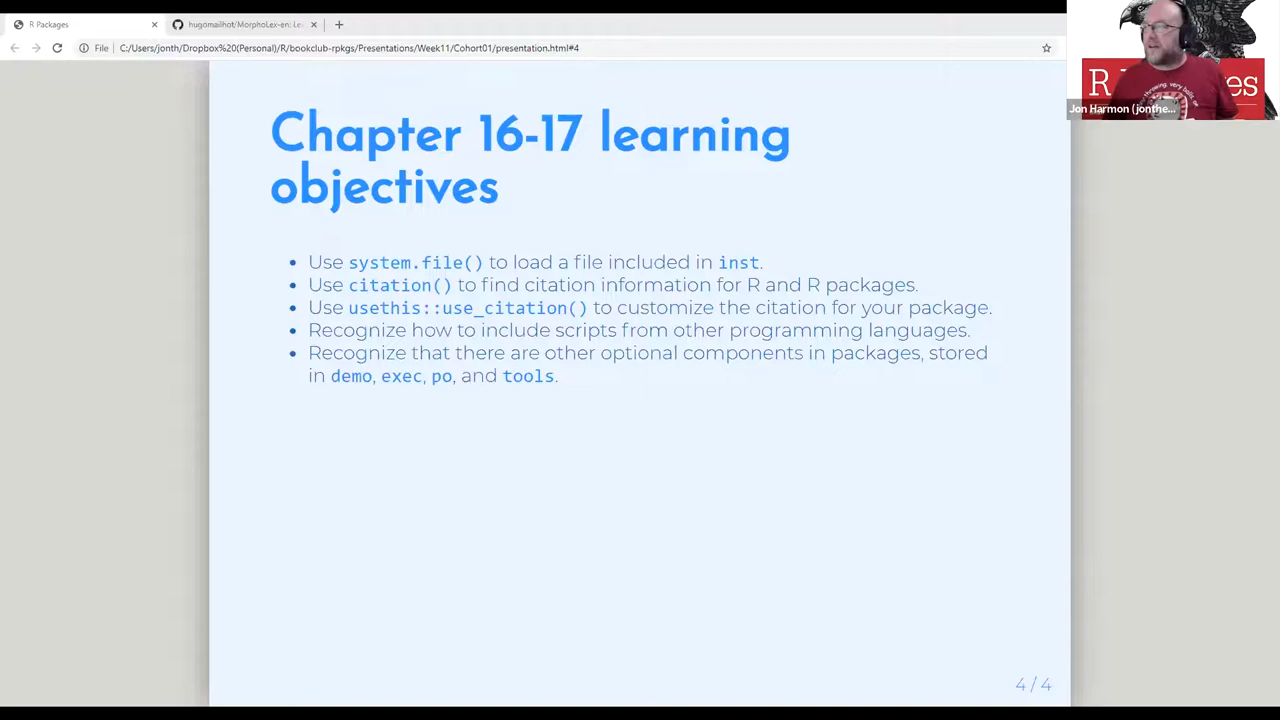 R Packages
hugomailhot/MorphoLex-en: Le
File
C:/Users/jonth/Dropbox%20(Personal)/R/bookclub-rpkgs/Presentations/Week11/Cohort01/presentation.html#4
Jon Harmon (jonthe...
Chapter 16-17 learning
objectives
• Use system.file() to load a file included in inst.
• Use citation() to find citation information for R and R packages.
• Use usethis::use_citation() to customize the citation for your package.
• Recognize how to include scripts from other programming languages.
• Recognize that there are other optional components in packages, stored
in demo, exec, po, and tools.
4 / 4